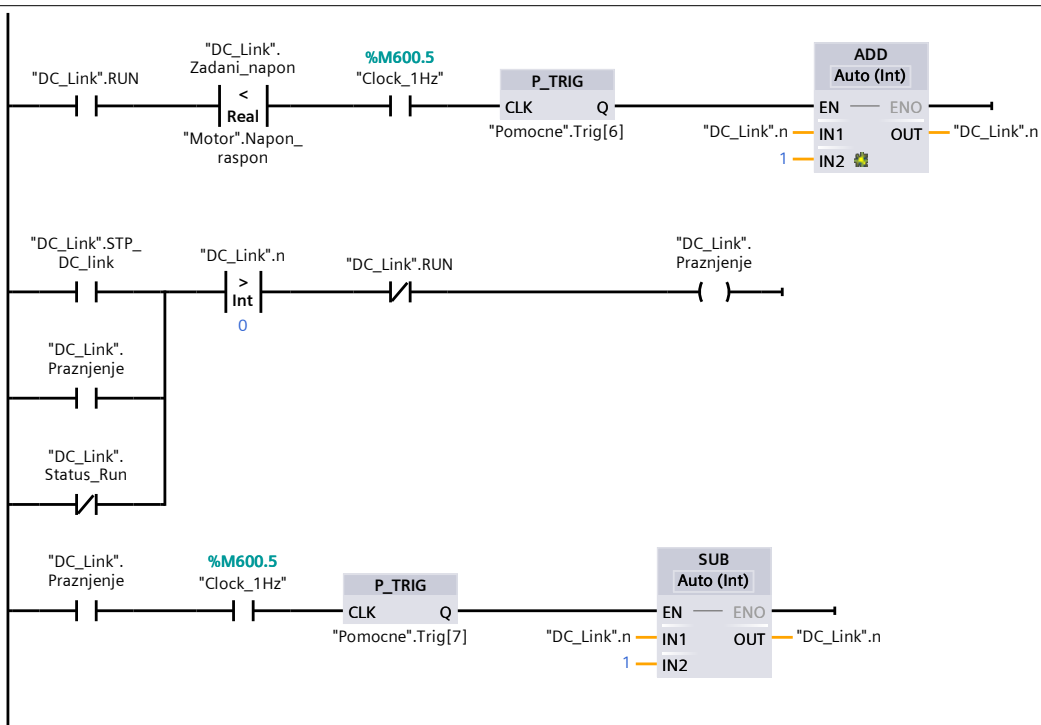 "DC_Link".RUN
"DC_Link".
Zadani_napon
<
Real
"Motor".Napon_
raspon
%M600.5
"Clock_1Hz"
P_TRIG
CLK Q
"Pomocne".Trig[6]
ADD
Auto (Int)
EN ENO
"DC_Link".n IN1 OUT "DC_Link".n
1 IN2
"DC_Link".STP_
DC_link
"DC_Link".n
>
Int
0
"DC_Link".RUN
"DC_Link".
Praznjenje
"DC_Link".
Praznjenje
"DC_Link".
Status_Run
"DC_Link".
Praznjenje
%M600.5
"Clock_1Hz"
P_TRIG
CLK Q
"Pomocne".Trig[7]
SUB
Auto (Int)
EN ENO
"DC_Link".n IN1 OUT "DC_Link".n
1 IN2